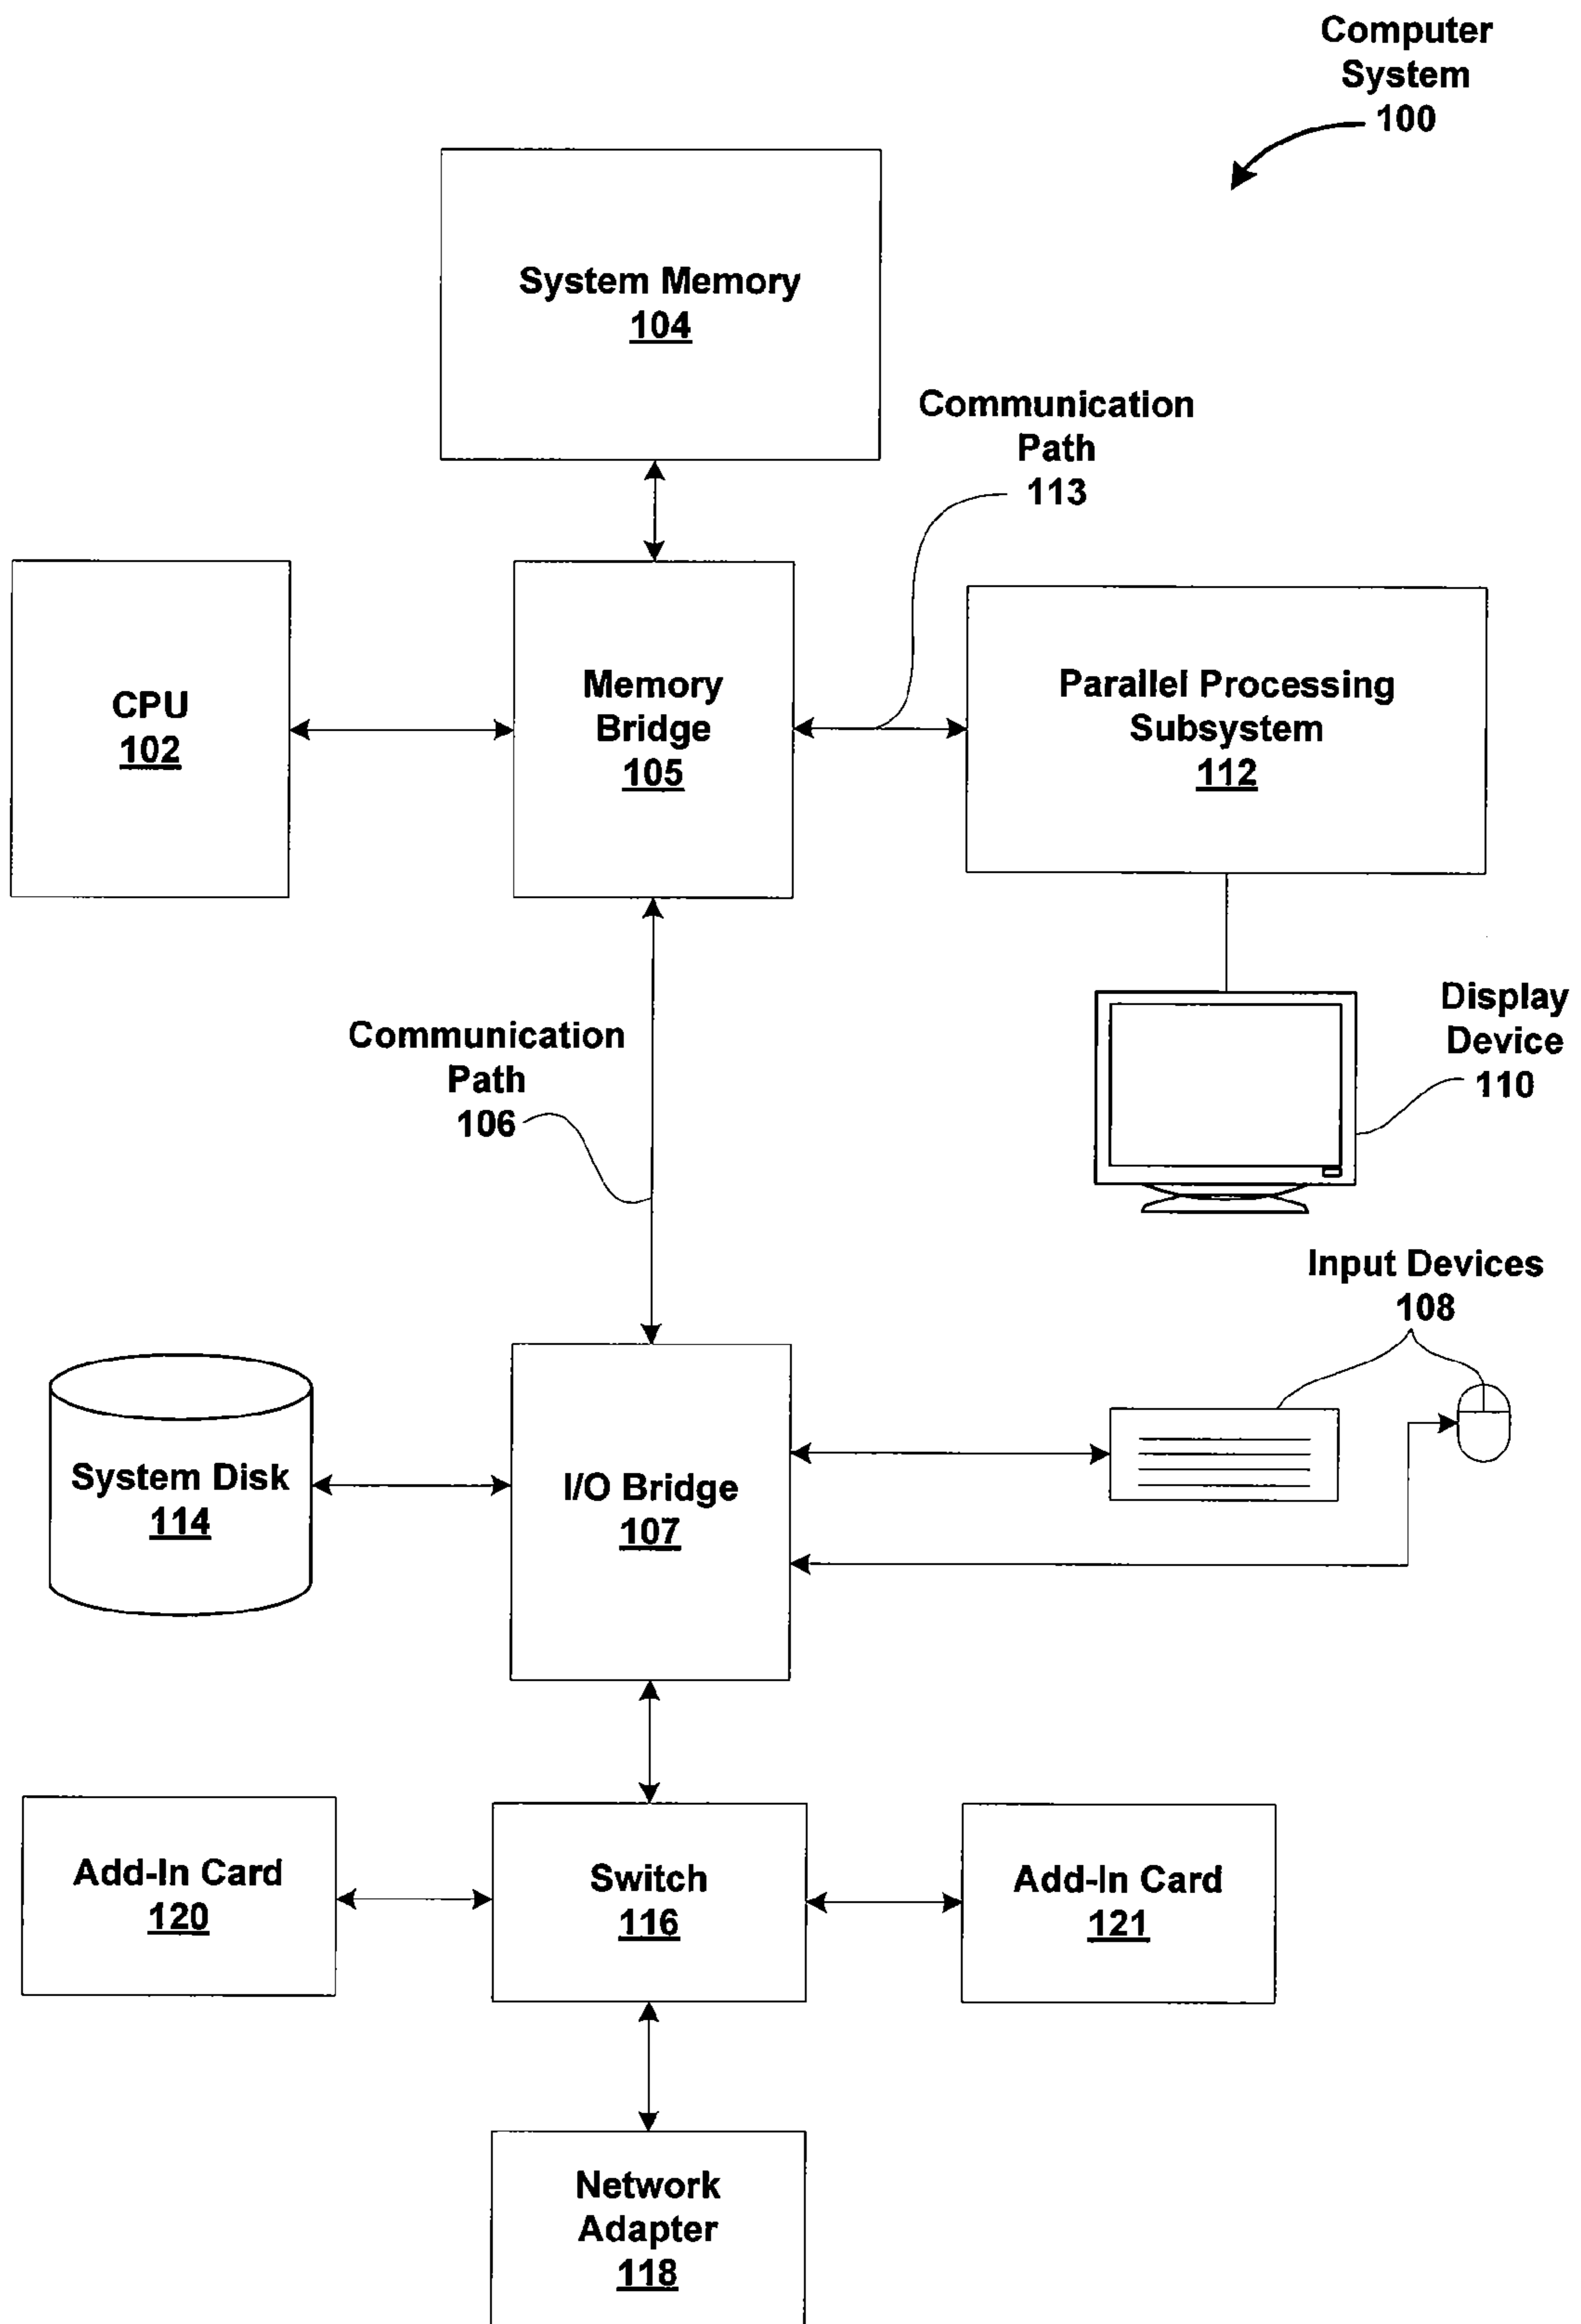 Computer
System
100
System Memory
104
Communication
Path
113
CPU
102
Memory
Bridge
105
Parallel Processing
Subsystem
112
Communication
Path
106
Display
Device
110
Input Devices
108
System Disk
114
I/O Bridge
107
Add-In Card
120
Switch
116
Add-In Card
121
Network
Adapter
118